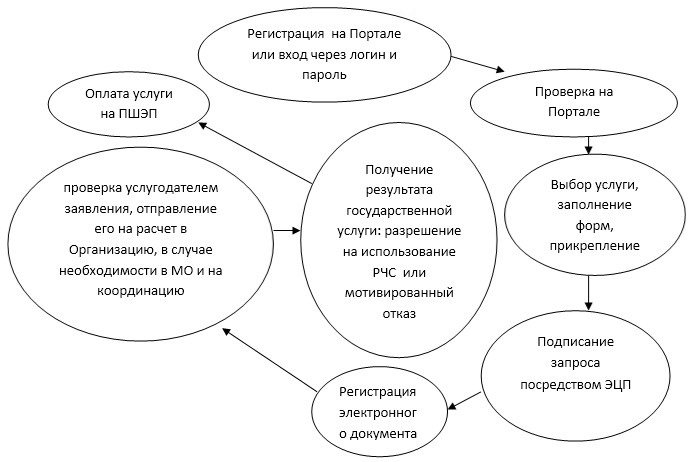 Регистрация на Портале
или вход через логин и
пароль
Проверка на
Портале
Выбор услуги,
заполнение
форм,
прикрепление
Подписание
запроса
посредством ЭЦП
Регистрация
электронног
о документа
проверка услугодателем
заявления, отправление
его на расчет в
Организацию, в случае
необходимости в МО и на
координацию
Получение
результата
государственной
услуги: разрешение
на использование
РЧС или
мотивированный
отказ
Оплата услуги
на ПШЭП